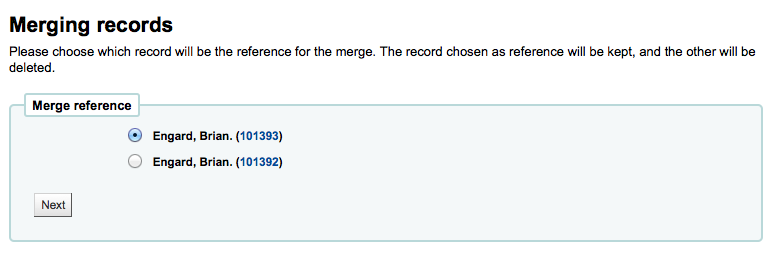 Merging records
Please choose which record will be the reference for the merge. The record chosen as reference will be kept, and the other will be
deleted.
Merge reference
Engard, Brian. (101393)
Engard, Brian. (101392)
Next